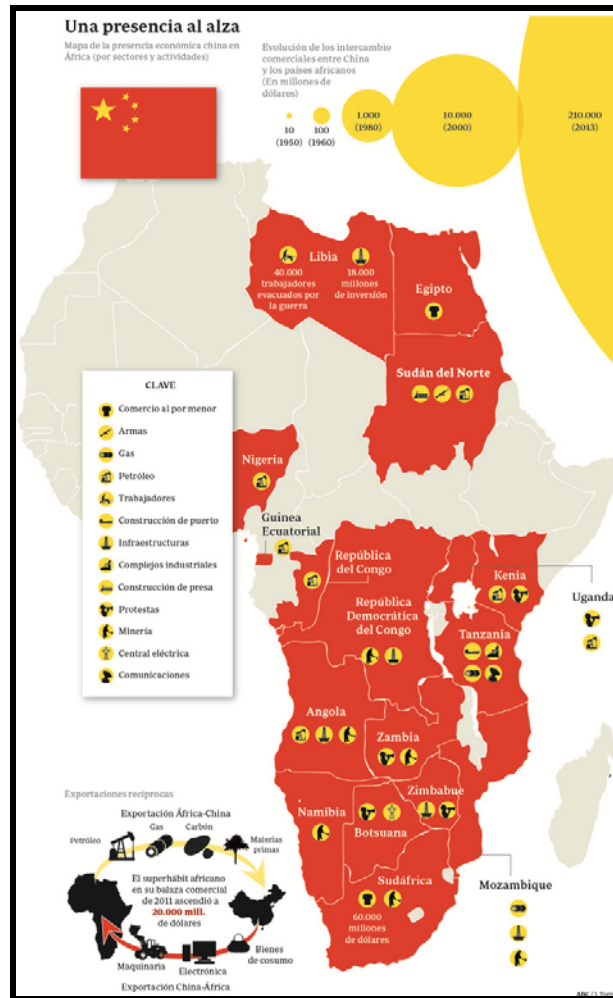 Una presencia al alza
Mapa de la presencia económica china en
África (por sectores y actividades)
Evolución de los intercambio
comerciales entre China
y los países africanos
(En millones de
dólares)
10
(1950)
100
(1960)
1.000
(1980)
10.000
(2000)
210.000
(2013)
Libia
40.000
trabajadores
evacuados por
la guerra
18.000
millones
de inversión
Egipto
Sudán del Norte
CLAVE
Comercio al por menor
Armas
Gas
Petróleo
Trabajadores
Construcción de puerto
Infraestructuras
Complejos industriales
Construcción de presa
Protestas
Minería
Central eléctrica
Comunicaciones
Nigeria
Guinea
Ecuatorial
República
del Congo
República
Democrática
del Congo
Kenia
Uganda
Tanzania
Angola
Zambia
Namibia
Botsuana
Zimbabue
Sudáfrica
60.000
millones
de dólares
Mozambique
Exportaciones recíprocas
Exportación África-China
Petróleo
Gas
Carbón
Materias
primas
El superhábit africano
en su balaza comercial
de 2011 ascendió a
20.000 mill.
de dólares
Maquinaria
Electrónica
Bienes
de cosumo
Exportación China-África
ABC